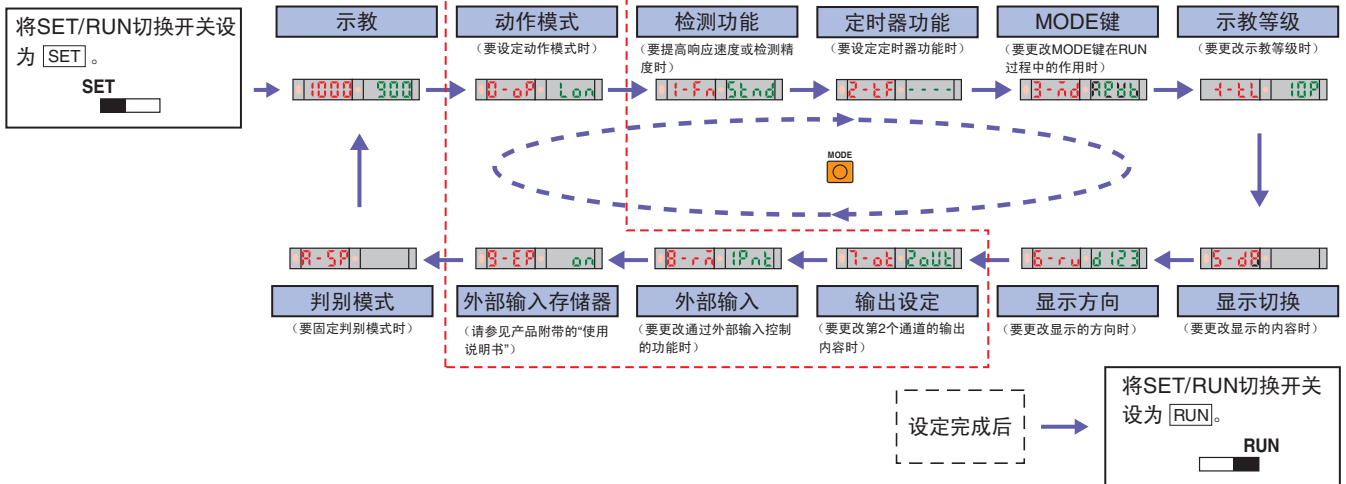 将SET/RUN切换开关设
为 SET 。
SET
示教
1000 900
动作模式
（要设定动作模式时）
0-oP Lon
检测功能
（要提高响应速度或检测精
度时）
1-Fn Stnd
定时器功能
（要设定定时器功能时）
2-tF ----
MODE键
（要更改MODE键在RUN
过程中的作用时）
示教等级
（要更改示教等级时）
10P
MODE
A-SP
判别模式
（要固定判别模式时）
9-EP on
外部输入存储器
（请参见产品附带的“使用
说明书”）
1Pnt
外部输入
（要更改通过外部输入控制
的功能时）
7-ot 2oUt
输出设定
（要更改第2个通道的输出
内容时）
6-ru d123
显示方向
（要更改显示的方向时）
5-d8
显示切换
（要更改显示的内容时）
设定完成后
将SET/RUN切换开关
设为 RUN 。
RUN